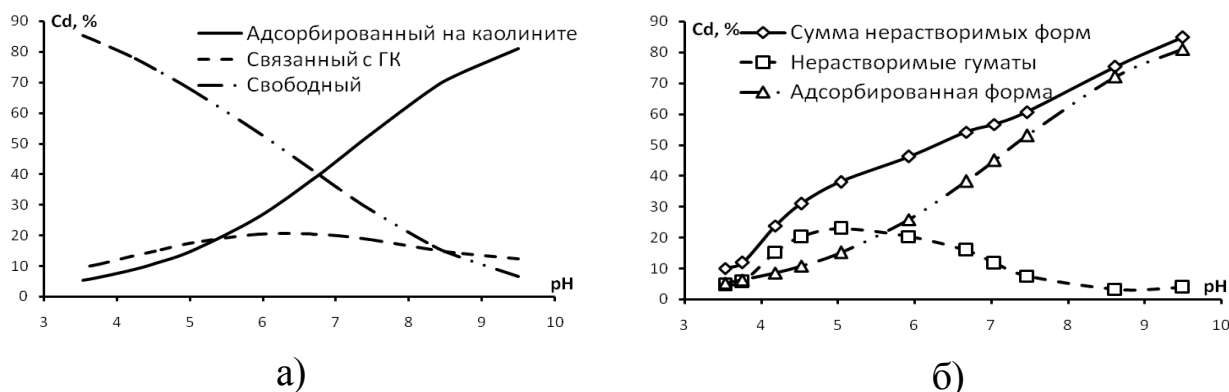 Cd, %
90
80
70
60
50
40
30
20
10
0
3 4 5 6 7 8 9 10
pH
Адсорбированный на каолините
Связанный с ГК
Свободный
а)
Cd, %
90
80
70
60
50
40
30
20
10
0
3 4 5 6 7 8 9 10
pH
Сумма нерастворимых форм
Нерастворимые гуматы
Адсорбированная форма
б)